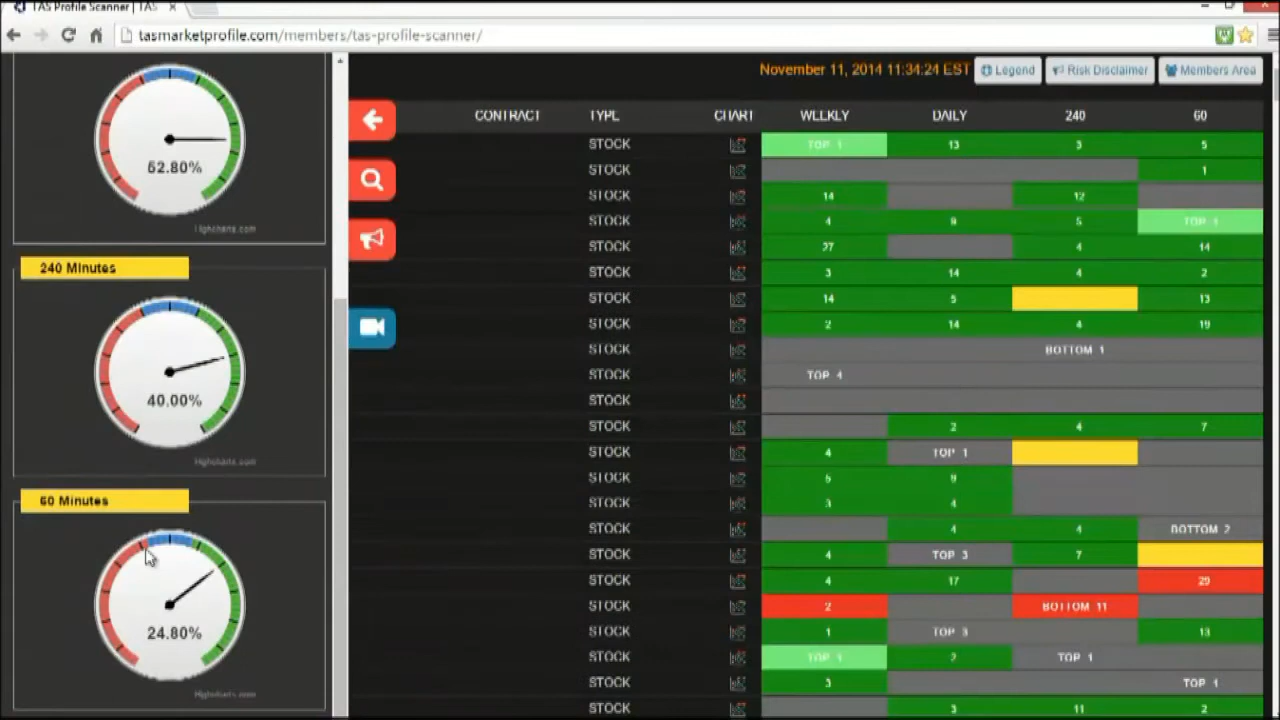 TAS Profile Scanner | TAS
tasmarketprofile.com/members/tas-profile-scanner/
November 11, 2014 11:34:24 EST Legend Risk Disclaimer Members Area
CONTRACT TYPE CHART WEEKLY DAILY 240 60
STOCK TOP 1 13 3 5
STOCK 1
STOCK 14 12
STOCK 4 9 5 TOP 1
STOCK 27 4 14
STOCK 3 14 4 2
STOCK 14 5 13
STOCK 2 14 4 19
STOCK BOTTOM 1
STOCK TOP 4
STOCK
STOCK 2 4 7
STOCK 4 TOP 1
STOCK 5 9
STOCK 3 4
STOCK 4 4 BOTTOM 2
STOCK 4 TOP 3 7
STOCK 4 17 29
STOCK 2 BOTTOM 11
STOCK 1 TOP 3 13
STOCK TOP 1 2 TOP 1
STOCK 3 TOP 1
STOCK 3 11 2
52.80%
Highcharts.com
240 Minutes
40.00%
Highcharts.com
60 Minutes
24.80%
Highcharts.com